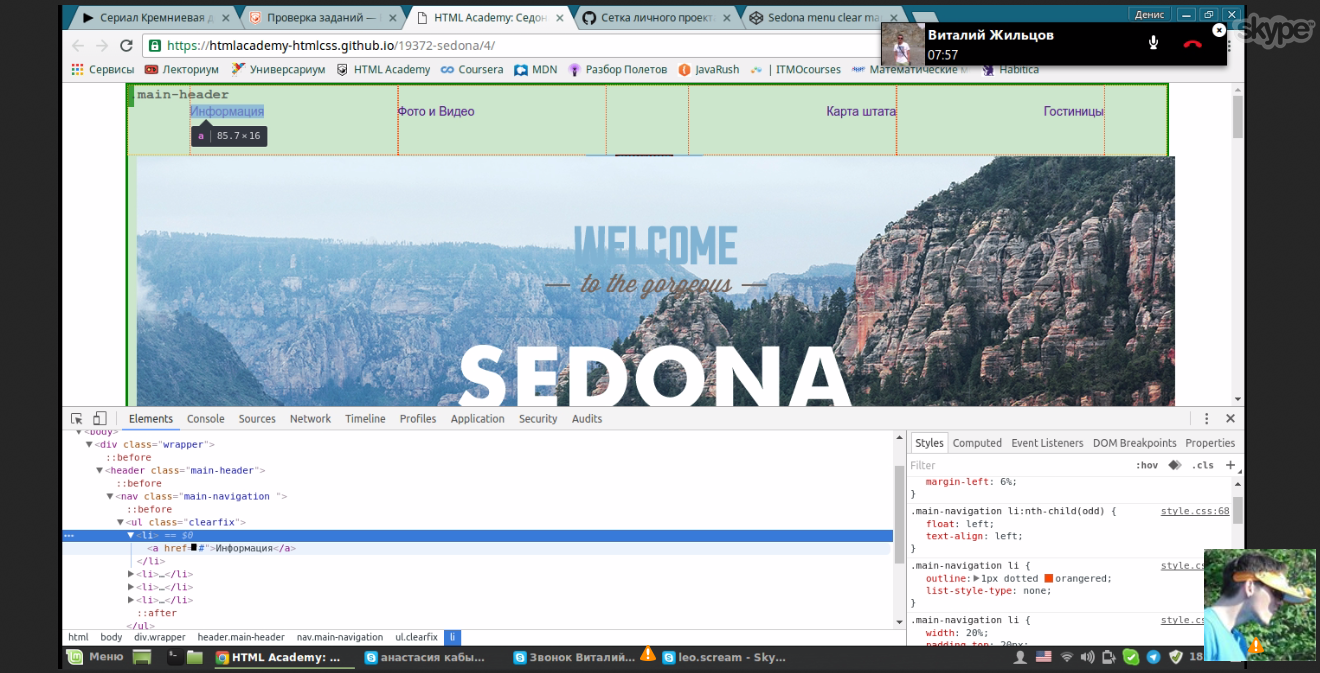 Сериал Кремниевая д
Проверка заданий —
HTML Academy: Седон
Сетка личного проект
Sedona menu clear ma
Денис
skype
https://htmlacademy-htmlcss.github.io/19372-sedona/4/
Виталий Жильцов
07:57
Сервисы
Лекториум
Универсариум
HTML Academy
Coursera
MDN
Разбор Полетов
JavaRush
| ITMOcourses
Математические
Habitica
.main-header
Информация
Фото и Видео
Карта штата
Гостиницы
a | 85.7 × 16
WELCOME
— to the gorgeous —
SEDONA
Elements Console Sources Network Timeline Profiles Application Security Audits
<body>
<div class="wrapper">
::before
<header class="main-header">
::before
<nav class="main-navigation ">
::before
<ul class="clearfix">
<li> == $0
<a href="#">Информация</a>
</li>
<li>…</li>
<li>…</li>
<li>…</li>
::after
</ul>
html body div.wrapper header.main-header nav.main-navigation ul.clearfix li
Styles Computed Event Listeners DOM Breakpoints Properties
Filter
:hov .cls +
margin-left: 6%;
}
.main-navigation li:nth-child(odd) {
style.css:68
float: left;
text-align: left;
}
.main-navigation li {
style.cs
outline: 1px dotted orangered;
list-style-type: none;
}
.main-navigation li {
style.cs
width: 20%;
padding-top: 20px;
Меню
HTML Academy: ...
анастасия кабы...
Звонок Виталий...
leo.scream - Sky...
18